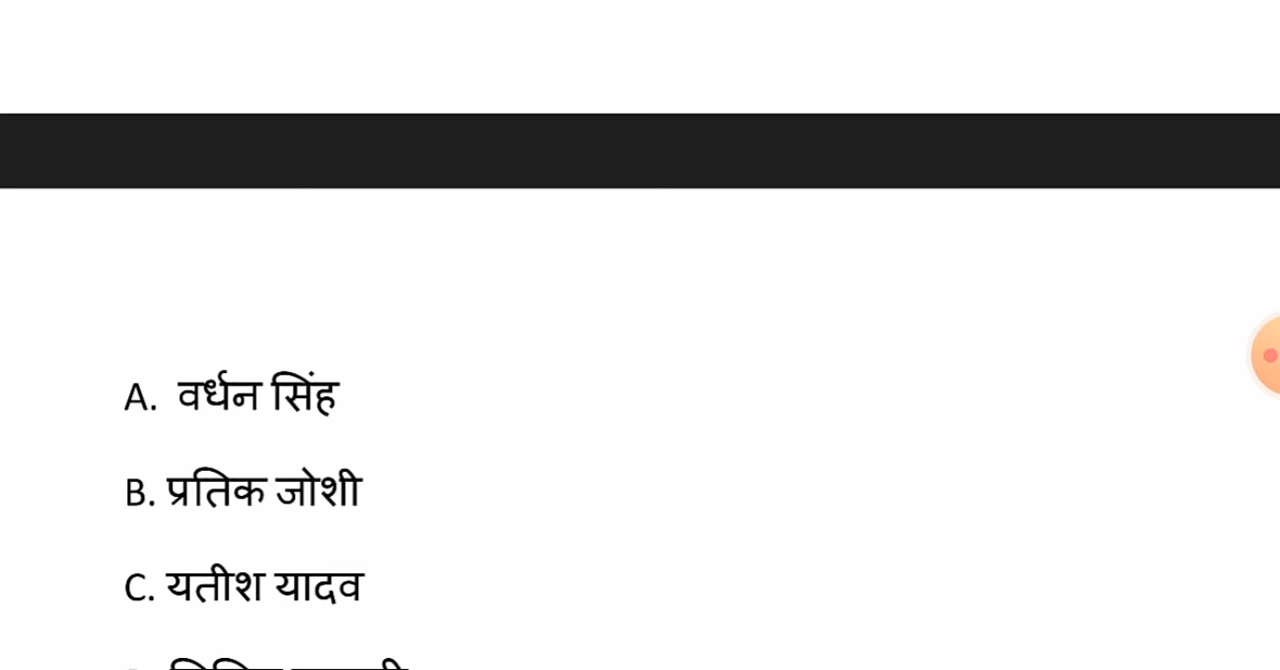 A. वर्धन सिंह
B. प्रतिक जोशी
C. यतीश यादव